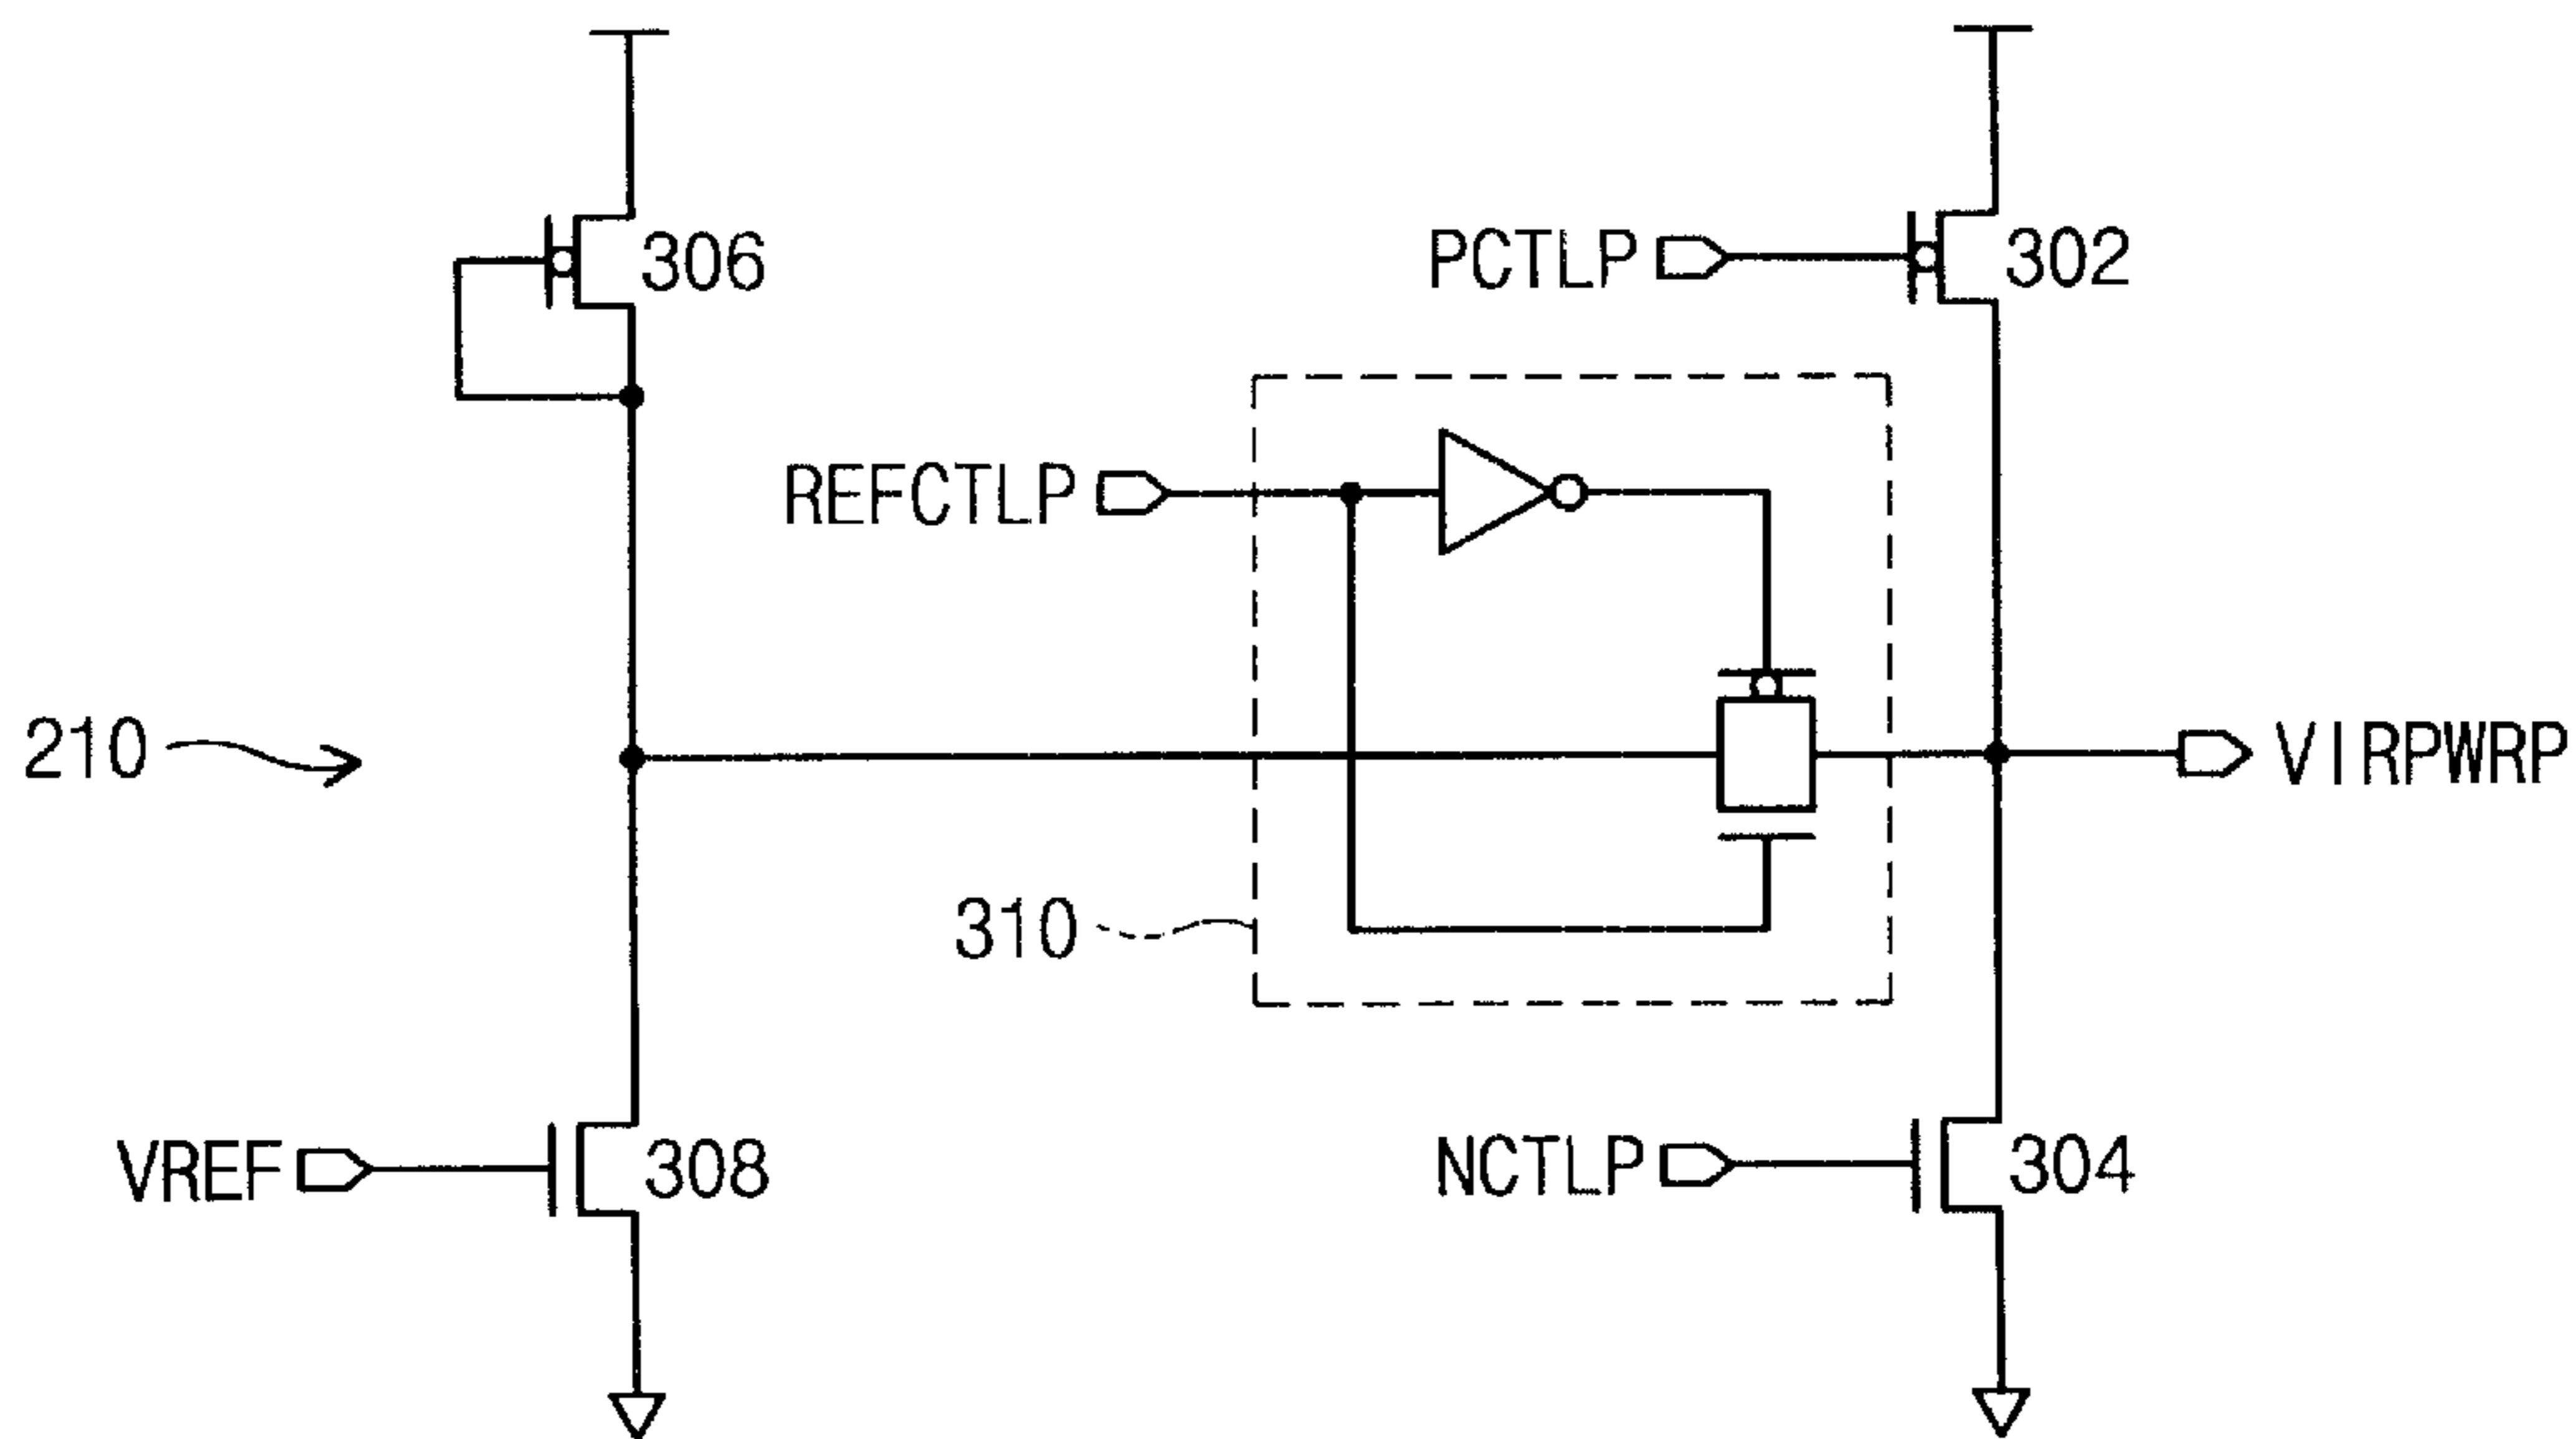 306
PCTLP
302
REFCTLP
210
VIRPWRP
310
VREF
308
NCTLP
304